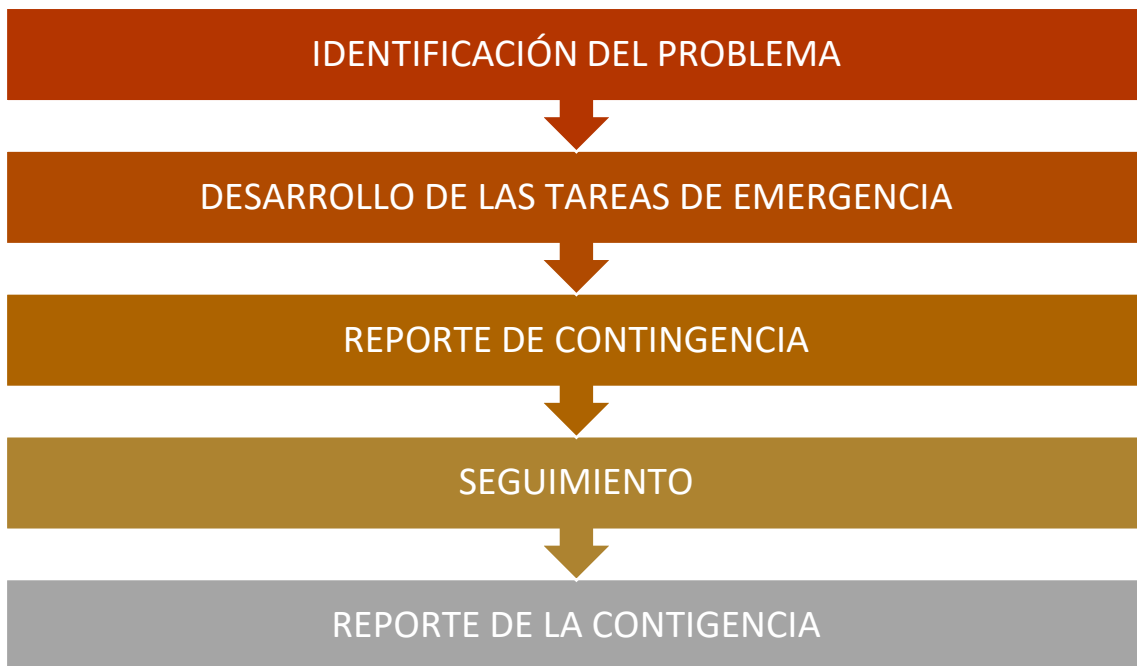 IDENTIFICACIÓN DEL PROBLEMA
DESARROLLO DE LAS TAREAS DE EMERGENCIA
REPORTE DE CONTINGENCIA
SEGUIMIENTO
REPORTE DE LA CONTIGENCIA